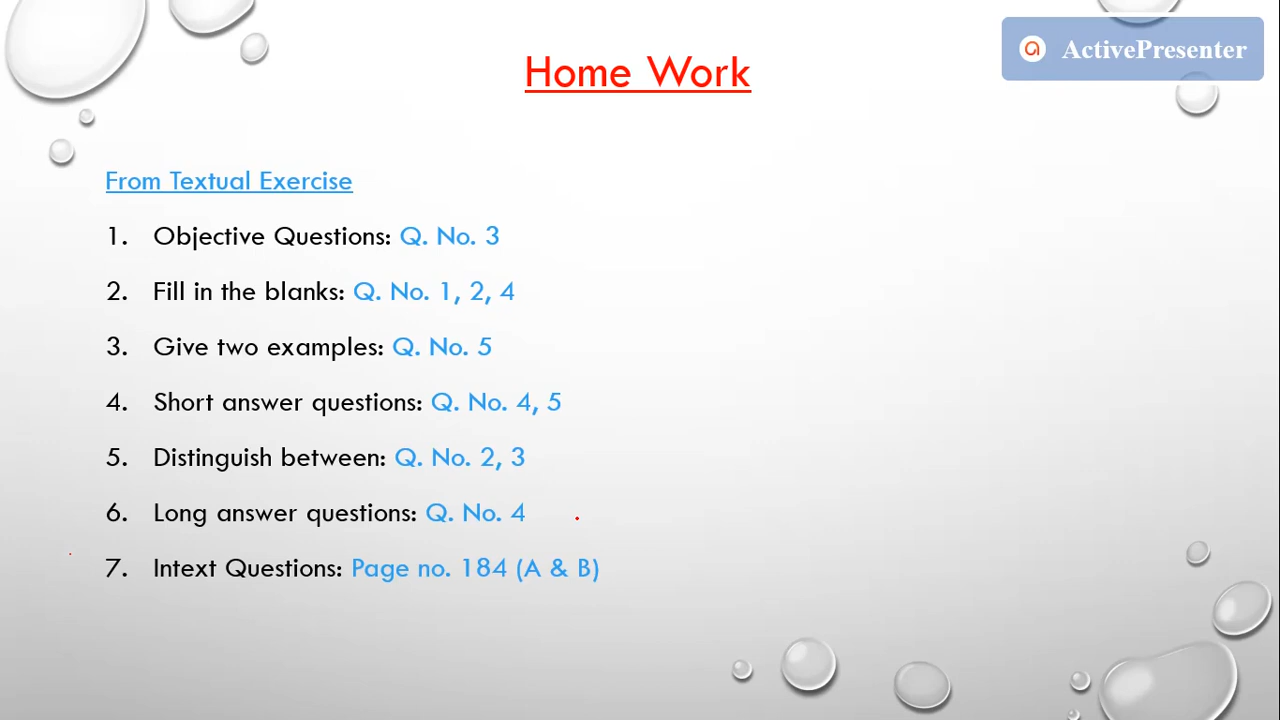 ActivePresenter
Home Work
From Textual Exercise
1. Objective Questions: Q. No. 3
2. Fill in the blanks: Q. No. 1, 2, 4
3. Give two examples: Q. No. 5
4. Short answer questions: Q. No. 4, 5
5. Distinguish between: Q. No. 2, 3
6. Long answer questions: Q. No. 4
7. Intext Questions: Page no. 184 (A & B)